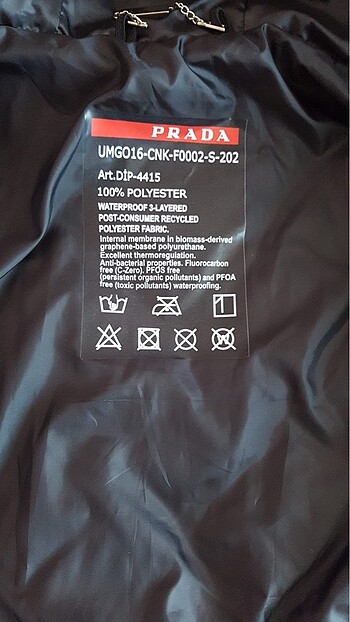 PRADA
UMGO16-CNK-F0002-S-202
Art.DİP-4415
100% POLYESTER
WATERPROOF 3-LAYERED
POST-CONSUMER RECYCLED
POLYESTER FABRIC.
Internal membrane in biomass-derived
graphene-based polyurethane.
Excellent thermoregulation.
Anti-bacterial properties. Fluorocarbon
free (C-Zero). PFOS free
(persistent organic pollutants) and PFOA
free (toxic pollutants) waterproofing.
W